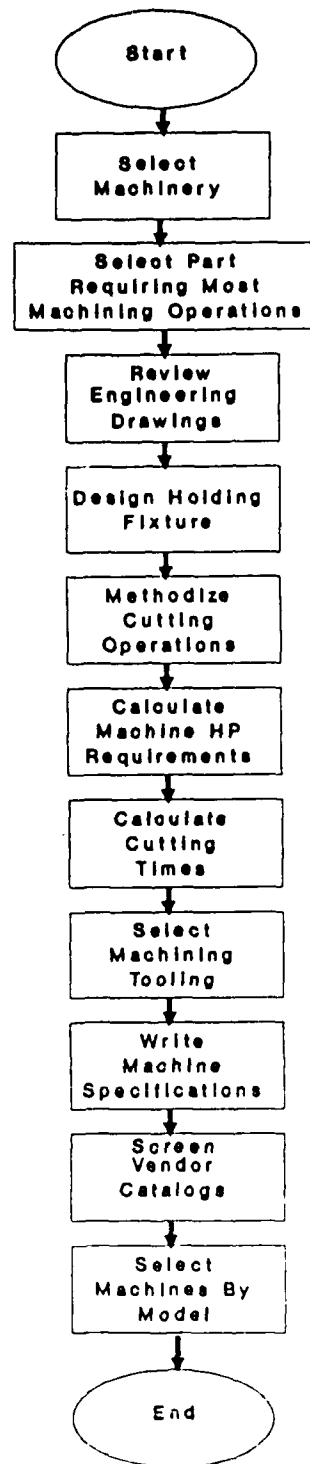 Start
Select
Machinery
Select Part
Requiring Most
Machining Operations
Review
Engineering
Drawings
Design Holding
Fixture
Methodize
Cutting
Operations
Calculate
Machine HP
Requirements
Calculate
Cutting
Times
Select
Machining
Tooling
Write
Machine
Specifications
Screen
Vendor
Catalogs
Select
Machines By
Model
End